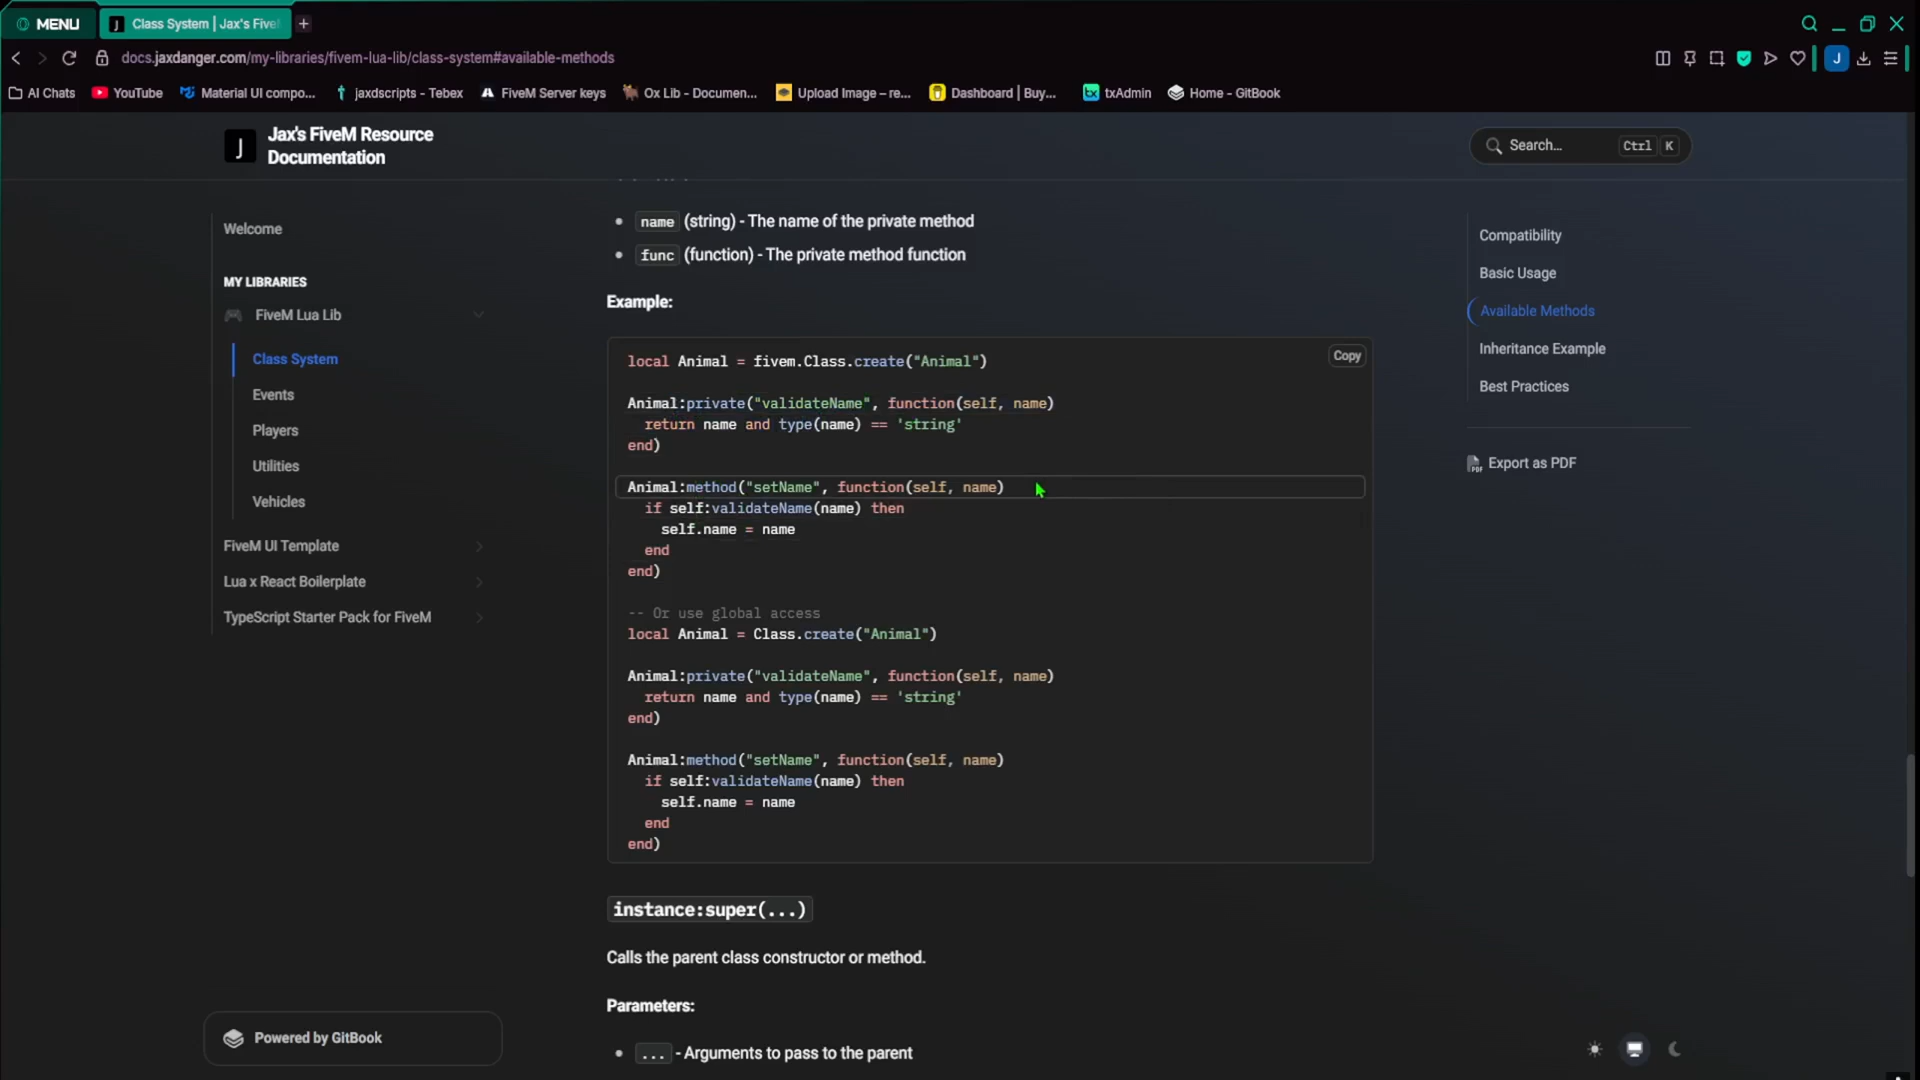 MENU
J Class System | Jax's Five
docs.jaxdanger.com/my-libraries/fivem-lua-lib/class-system#available-methods
J
AI Chats
YouTube
Material UI compo...
jaxdscripts - Tebex
FiveM Server keys
Ox Lib - Documen...
Upload Image – re...
Dashboard | Buy...
bx txAdmin
Home - GitBook
J
Jax's FiveM Resource
Documentation
Search...
Ctrl K
Welcome
MY LIBRARIES
FiveM Lua Lib
Class System
Events
Players
Utilities
Vehicles
FiveM UI Template
Lua x React Boilerplate
TypeScript Starter Pack for FiveM
Powered by GitBook
name (string) - The name of the private method
func (function) - The private method function
Example:
Copy
local Animal = fivem.Class.create("Animal")
Animal:private("validateName", function(self, name)
return name and type(name) == 'string'
end)
Animal:method("setName", function(self, name)
if self:validateName(name) then
self.name = name
end
end)
-- Or use global access
local Animal = Class.create("Animal")
Animal:private("validateName", function(self, name)
return name and type(name) == 'string'
end)
Animal:method("setName", function(self, name)
if self:validateName(name) then
self.name = name
end
end)
instance:super(...)
Calls the parent class constructor or method.
Parameters:
... - Arguments to pass to the parent
Compatibility
Basic Usage
Available Methods
Inheritance Example
Best Practices
PDF Export as PDF